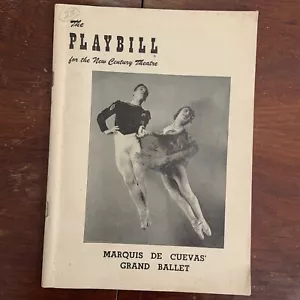 The
PLAYBILL
for the New Century Theatre
MARQUIS DE CUEVAS'
GRAND BALLET